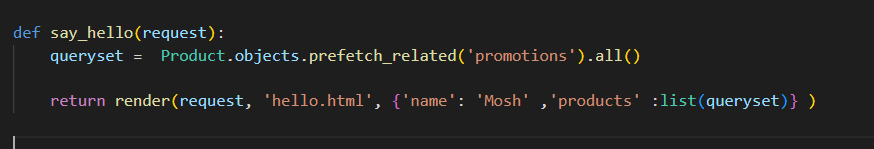 def say_hello(request):
    queryset =  Product.objects.prefetch_related('promotions').all()
    return render(request, 'hello.html', {'name': 'Mosh' ,'products' :list(queryset)} )